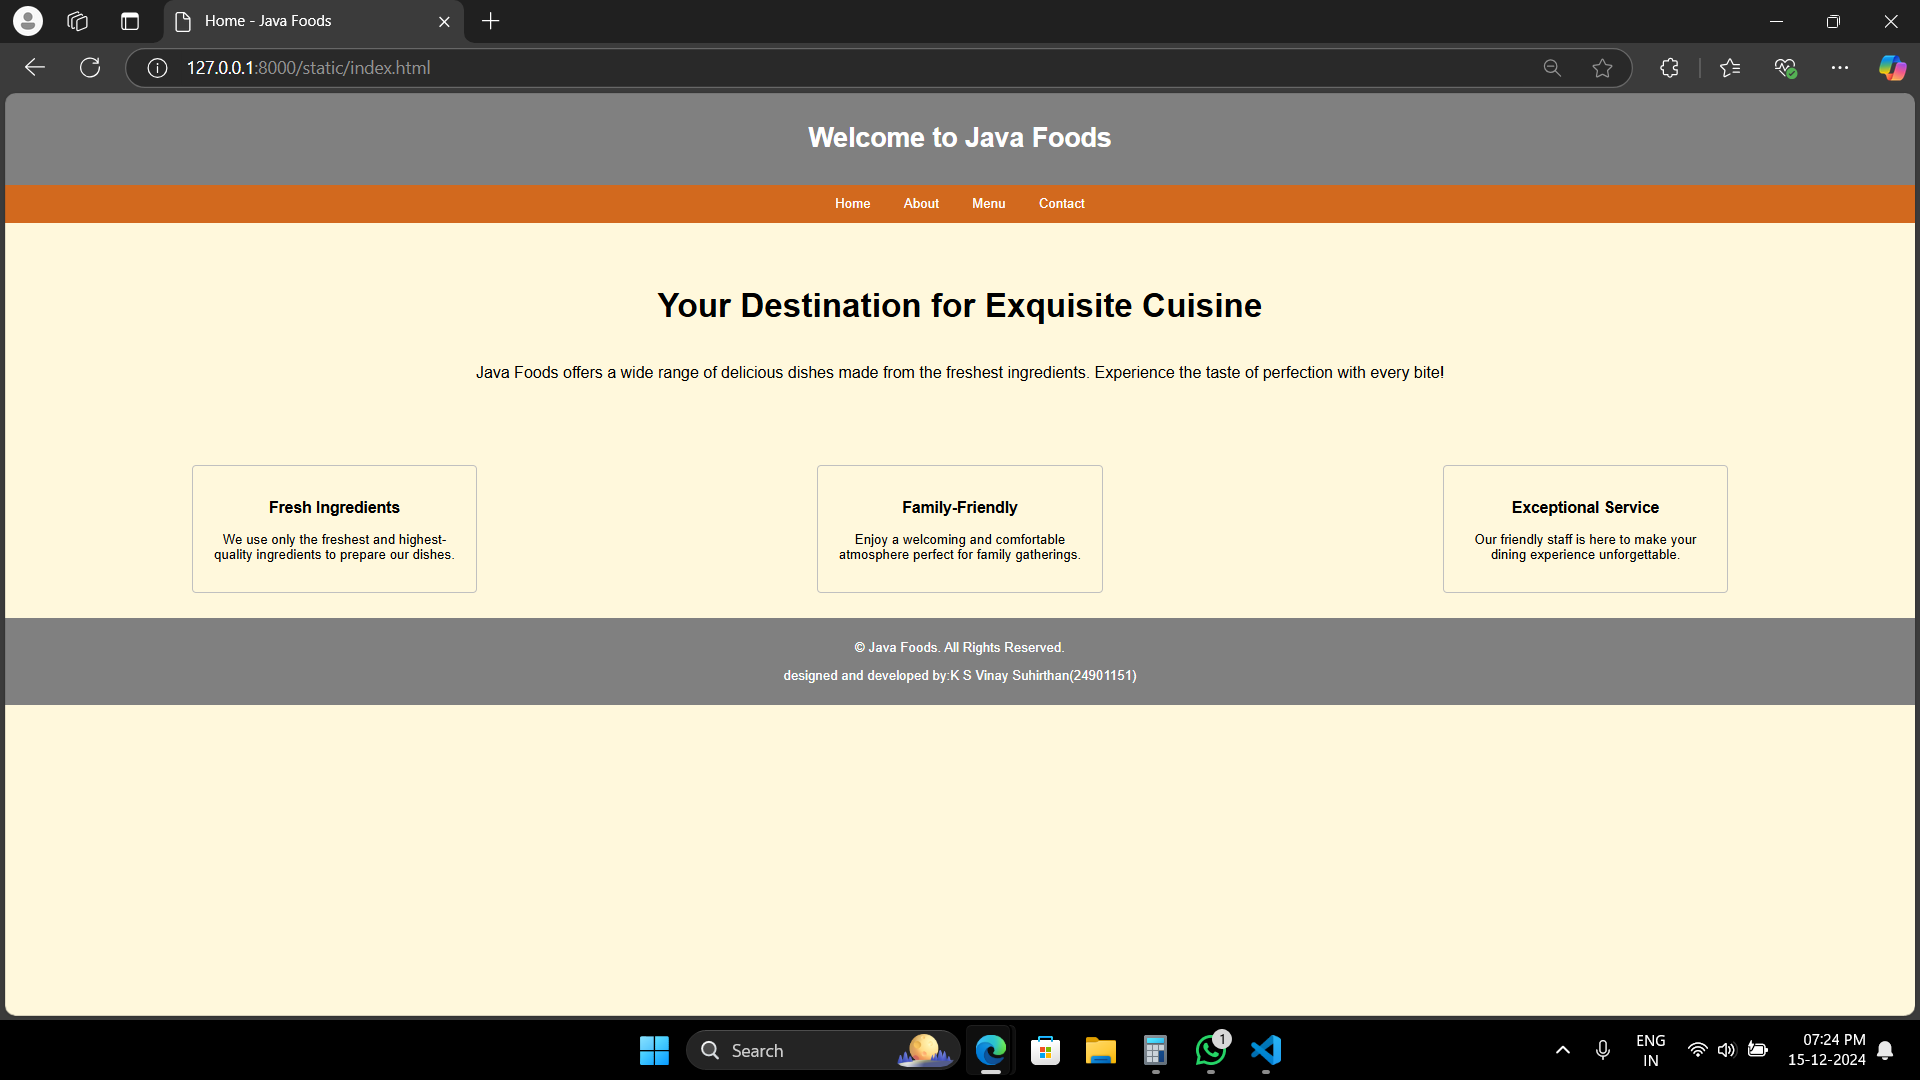 Home - Java Foods
127.0.0.1:8000/static/index.html
Welcome to Java Foods
Home About Menu Contact
Your Destination for Exquisite Cuisine
Java Foods offers a wide range of delicious dishes made from the freshest ingredients. Experience the taste of perfection with every bite!
Fresh Ingredients
We use only the freshest and highest-
quality ingredients to prepare our dishes.
Family-Friendly
Enjoy a welcoming and comfortable
atmosphere perfect for family gatherings.
Exceptional Service
Our friendly staff is here to make your
dining experience unforgettable.
© Java Foods. All Rights Reserved.
designed and developed by:K S Vinay Suhirthan(24901151)
Search
1
ENG
IN
07:24 PM
15-12-2024